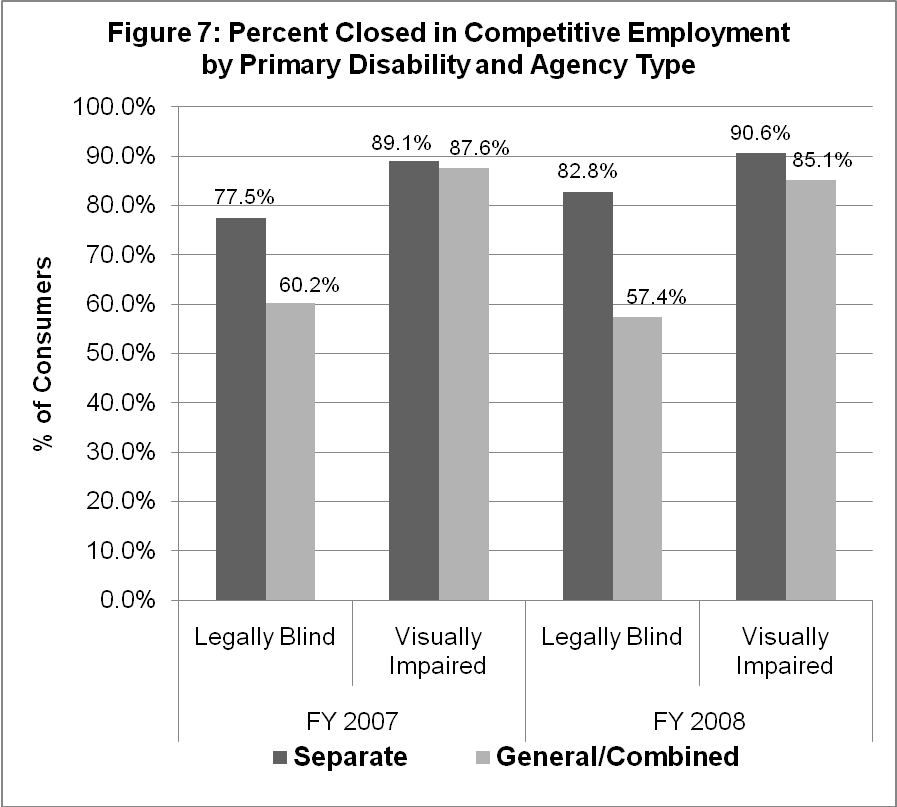 Figure 7: Percent Closed in Competitive Employment
by Primary Disability and Agency Type
% of Consumers
100.0%
90.0%
80.0%
70.0%
60.0%
50.0%
40.0%
30.0%
20.0%
10.0%
0.0%
77.5%
60.2%
89.1%
87.6%
82.8%
57.4%
90.6%
85.1%
Legally Blind
Visually
Impaired
Legally Blind
Visually
Impaired
FY 2007
FY 2008
Separate
General/Combined